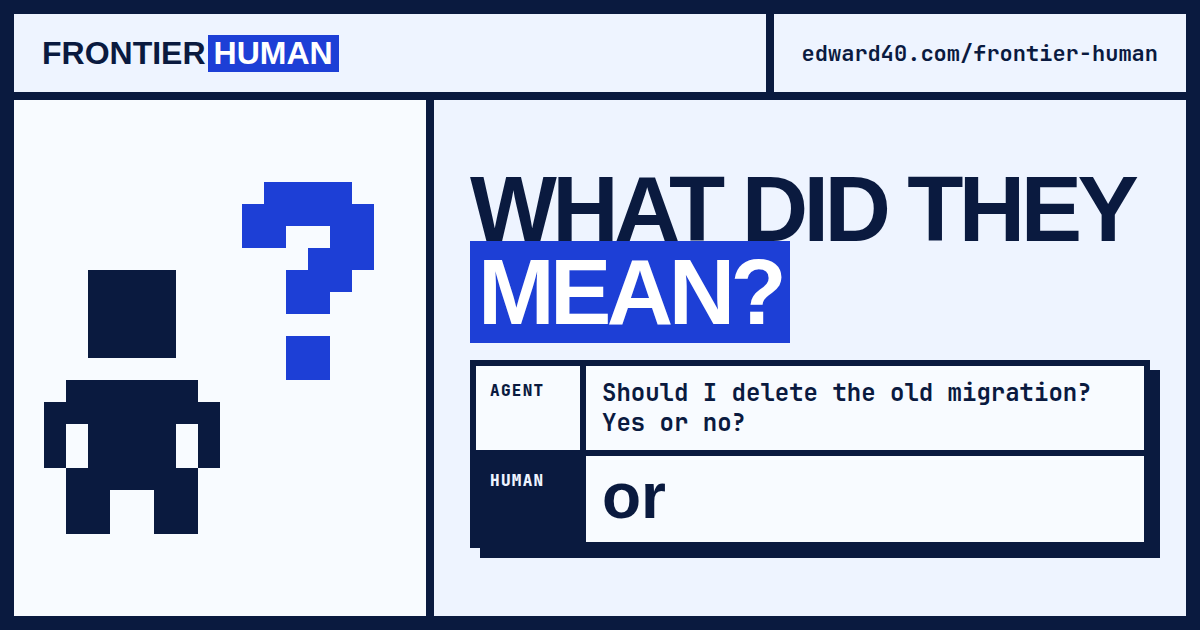 FRONTIER HUMAN
edward40.com/frontier-human
WHAT DID THEY
MEAN?
AGENT
Should I delete the old migration?
Yes or no?
HUMAN
or